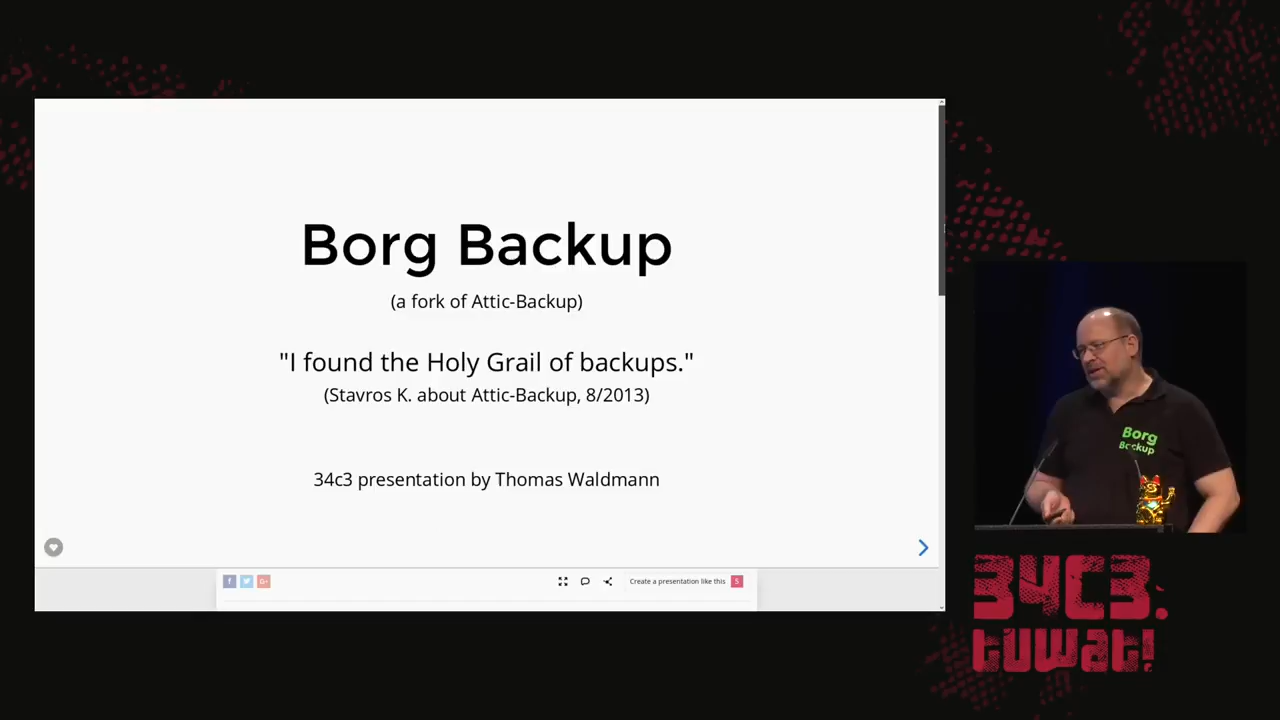 Borg Backup
(a fork of Attic-Backup)
"I found the Holy Grail of backups."
(Stavros K. about Attic-Backup, 8/2013)
34c3 presentation by Thomas Waldmann
f
G+
Create a presentation like this
S
Borg
Backup
34C3.
tuwat!